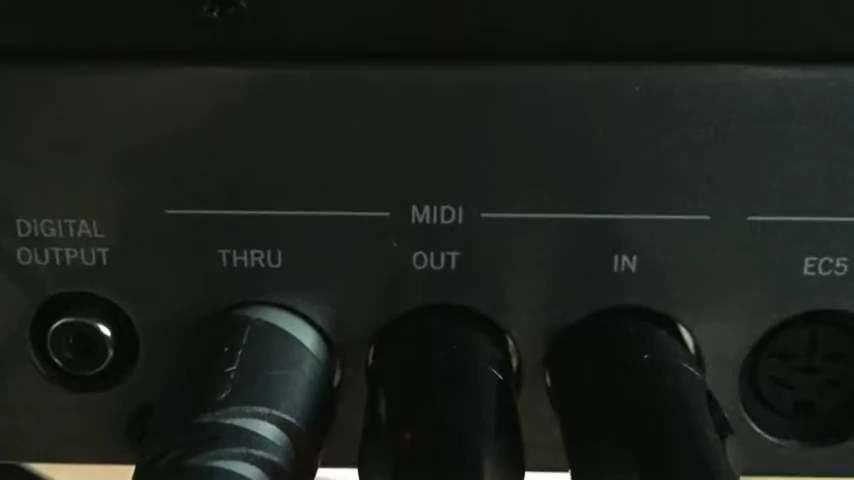 MIDI
DIGITAL
OUTPUT
THRU
OUT
IN
EC5